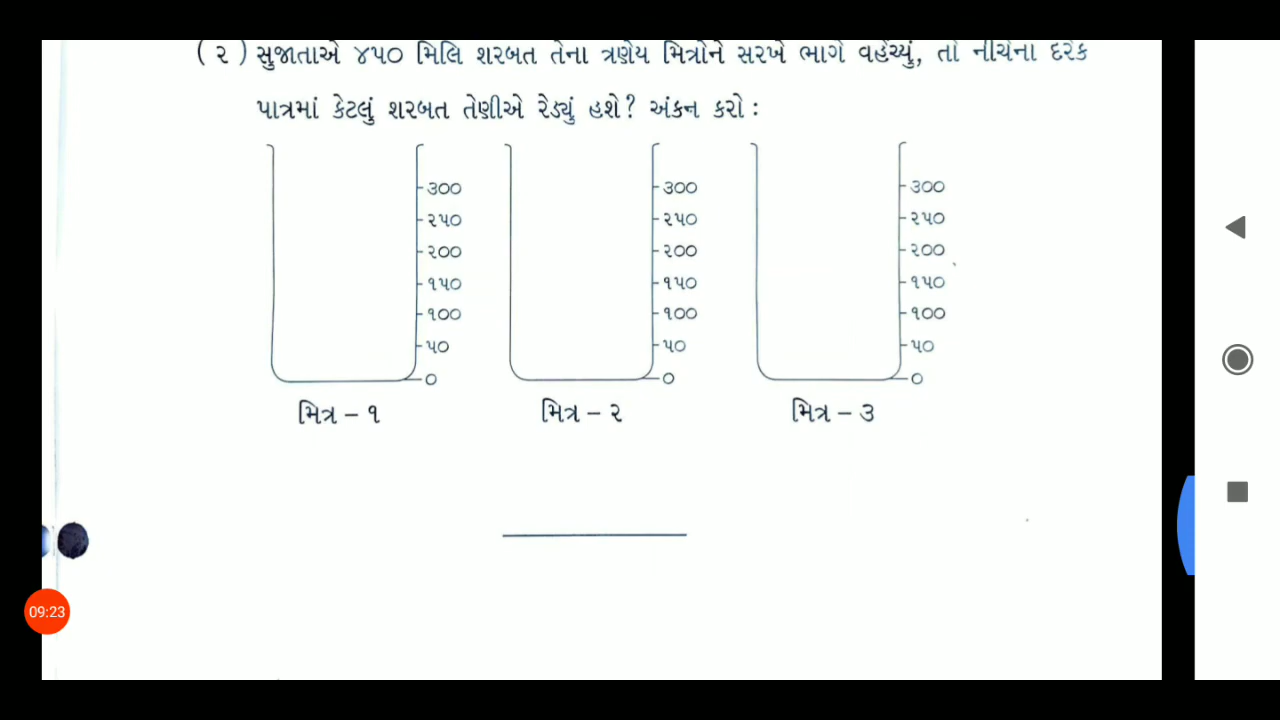 (૨) સુજાતાએ ૪૫૦ મિલિ શરબત તેના ત્રણેય મિત્રોને સરખે ભાગે વહેંચ્યું, તો નીચેના દરેક
પાત્રમાં કેટલું શરબત તેણીએ રેડ્યું હશે? અંકન કરો :
૩૦૦ ૩૦૦ ૩૦૦
૨૫૦ ૨૫૦ ૨૫૦
૨૦૦ ૨૦૦ ૨૦૦
૧૫૦ ૧૫૦ ૧૫૦
૧૦૦ ૧૦૦ ૧૦૦
૫૦ ૫૦ ૫૦
૦ ૦ ૦
મિત્ર – ૧ મિત્ર – ૨ મિત્ર – ૩
09:23